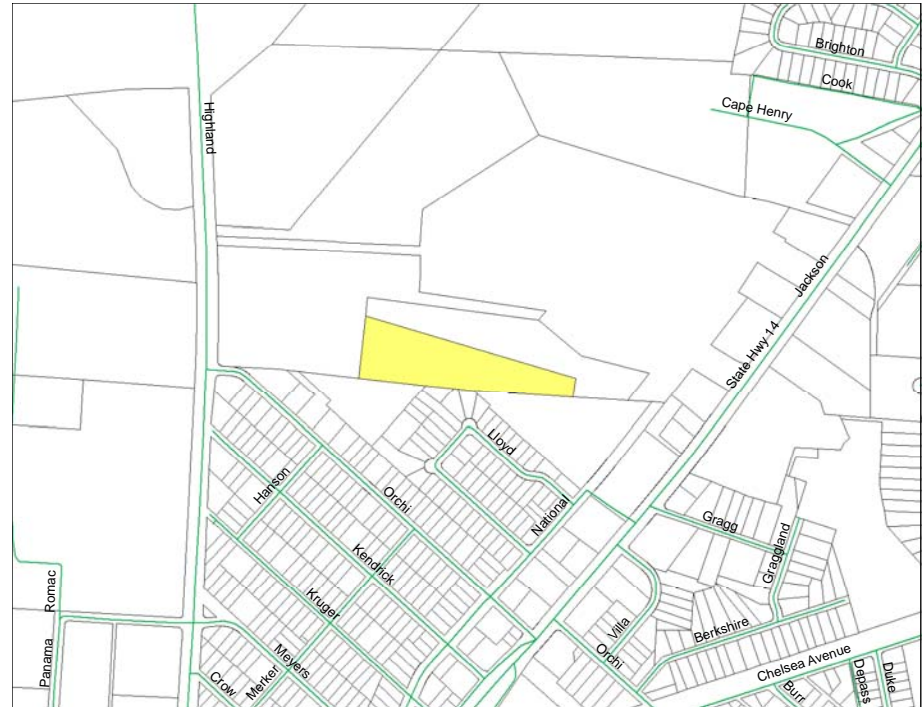 Brighton
Cook
Cape Henry
Highland
Jackson
State Hwy 14
Lloyd
Hanson
Orchi
National
Gragg
Graggland
Kendrick
Kruger
Romac
Villa
Berkshire
Orchi
Meyers
Chelsea Avenue
Panama
Crow
Merker
Burr
Depass
Duke